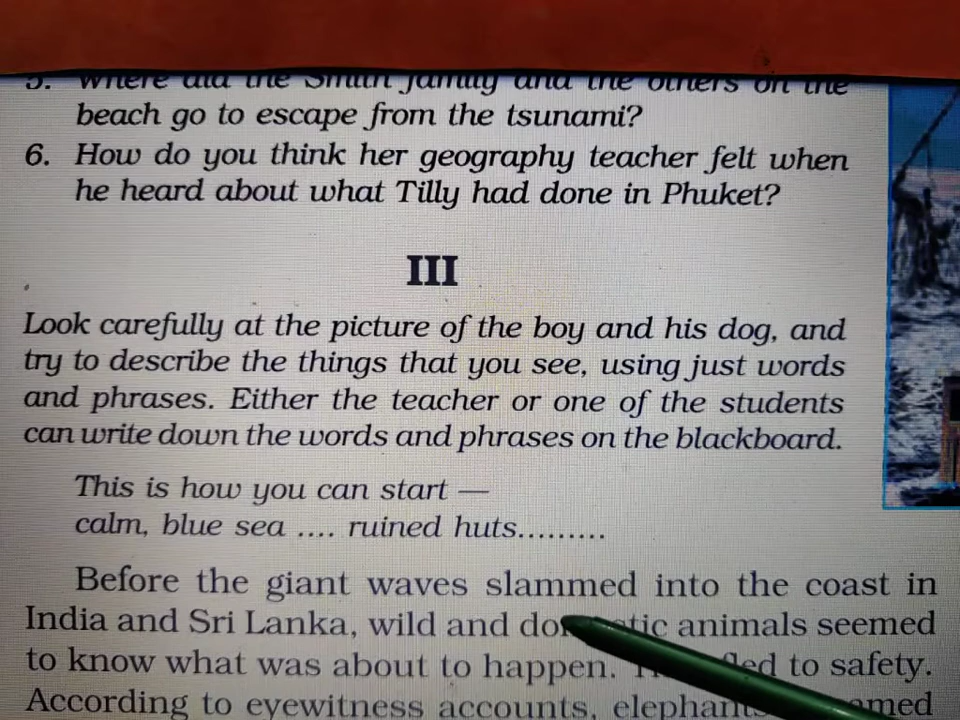 5. Where did the Smith family and the others on the
beach go to escape from the tsunami?
6. How do you think her geography teacher felt when
he heard about what Tilly had done in Phuket?
III
Look carefully at the picture of the boy and his dog, and
try to describe the things that you see, using just words
and phrases. Either the teacher or one of the students
can write down the words and phrases on the blackboard.
This is how you can start —
calm, blue sea .... ruined huts.........
Before the giant waves slammed into the coast in
India and Sri Lanka, wild and animals seemed
to know what was about to happen. fled to safety.
According to eyewitness accounts, elephants